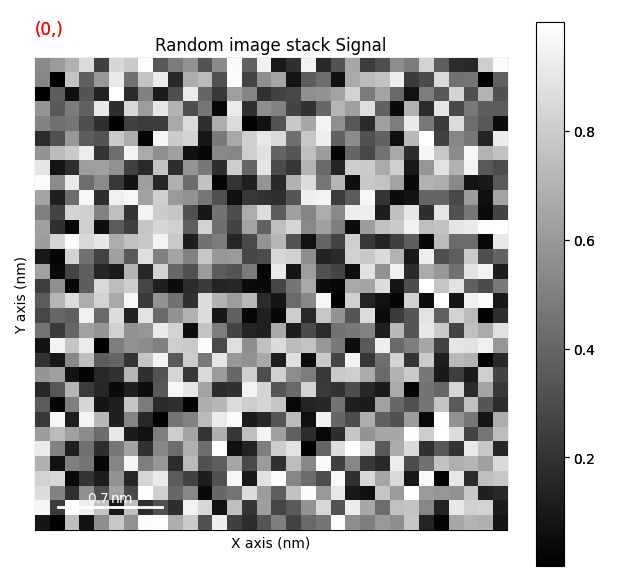 (0,)
Random image stack Signal
0.8
0.6
0.4
0.2
Y axis (nm)
0.7 nm
X axis (nm)